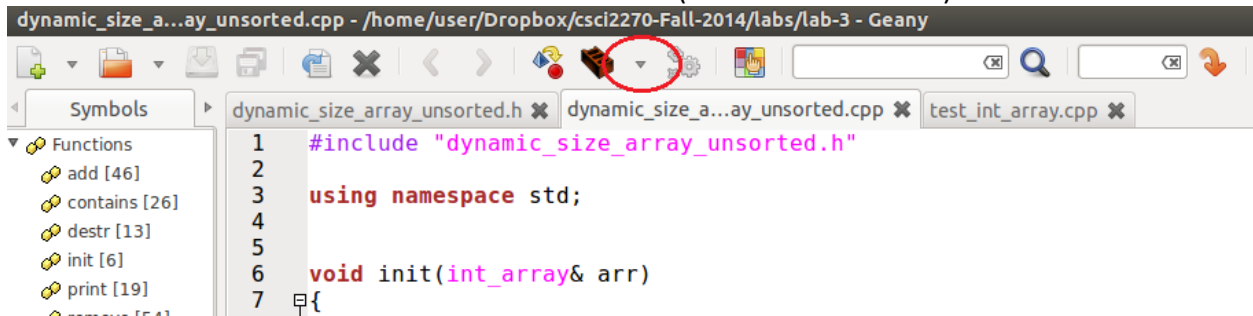 dynamic_size_a...ay_unsorted.cpp - /home/user/Dropbox/csci2270-Fall-2014/labs/lab-3 - Geany
Symbols
dynamic_size_array_unsorted.h
dynamic_size_a...ay_unsorted.cpp
test_int_array.cpp
Functions
add [46]
contains [26]
destr [13]
init [6]
print [19]
1 #include "dynamic_size_array_unsorted.h"
2
3 using namespace std;
4
5
6 void init(int_array& arr)
7 {